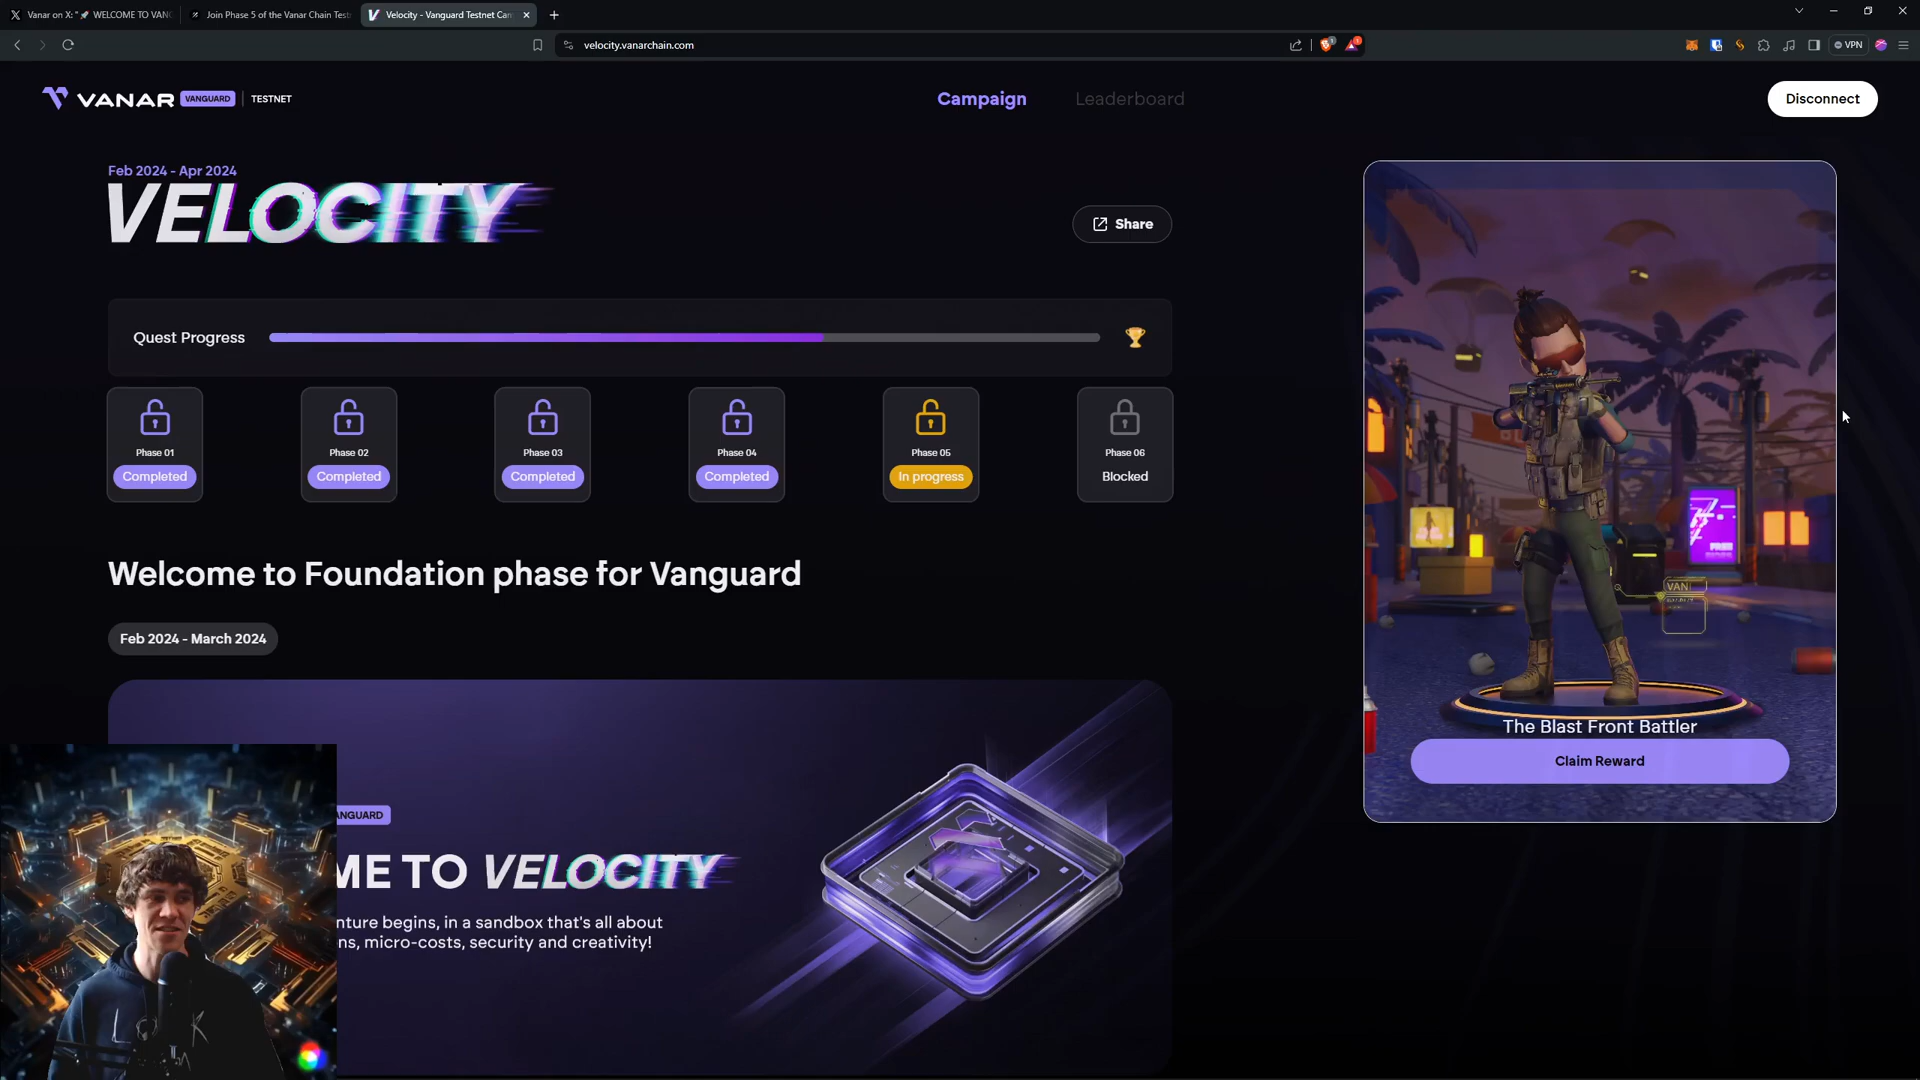 Vanar on X: "🚀 WELCOME TO VAN
Join Phase 5 of the Vanar Chain Test
Velocity - Vanguard Testnet Cam
velocity.vanarchain.com
VPN
VANAR VANGUARD TESTNET
Campaign
Leaderboard
Disconnect
Feb 2024 - Apr 2024
VELOCITY
Share
Quest Progress
Phase 01
Completed
Phase 02
Completed
Phase 03
Completed
Phase 04
Completed
Phase 05
In progress
Phase 06
Blocked
Welcome to Foundation phase for Vanguard
Feb 2024 - March 2024
ANGUARD
ME TO VELOCITY
nture begins, in a sandbox that's all about
ns, micro-costs, security and creativity!
VAN
The Blast Front Battler
Claim Reward